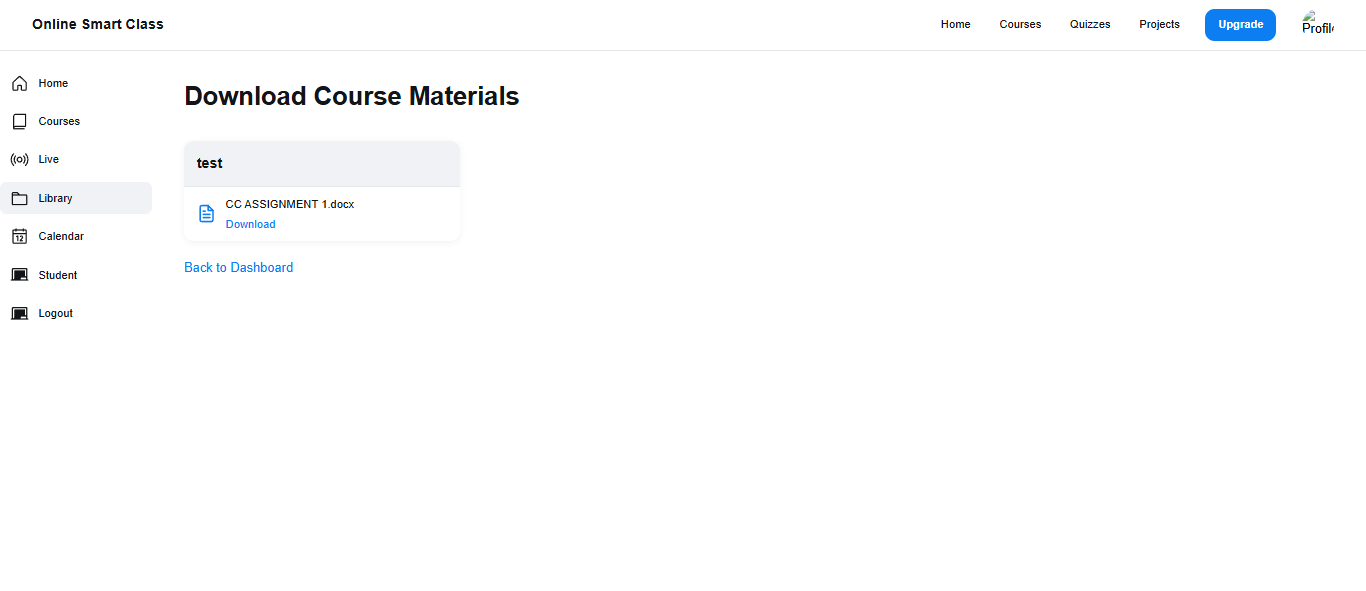 Online Smart Class
Home Courses Quizzes Projects Upgrade Profil
Home
Courses
Live
Library
12 Calendar
Student
Logout
Download Course Materials
test
CC ASSIGNMENT 1.docx
Download
Back to Dashboard